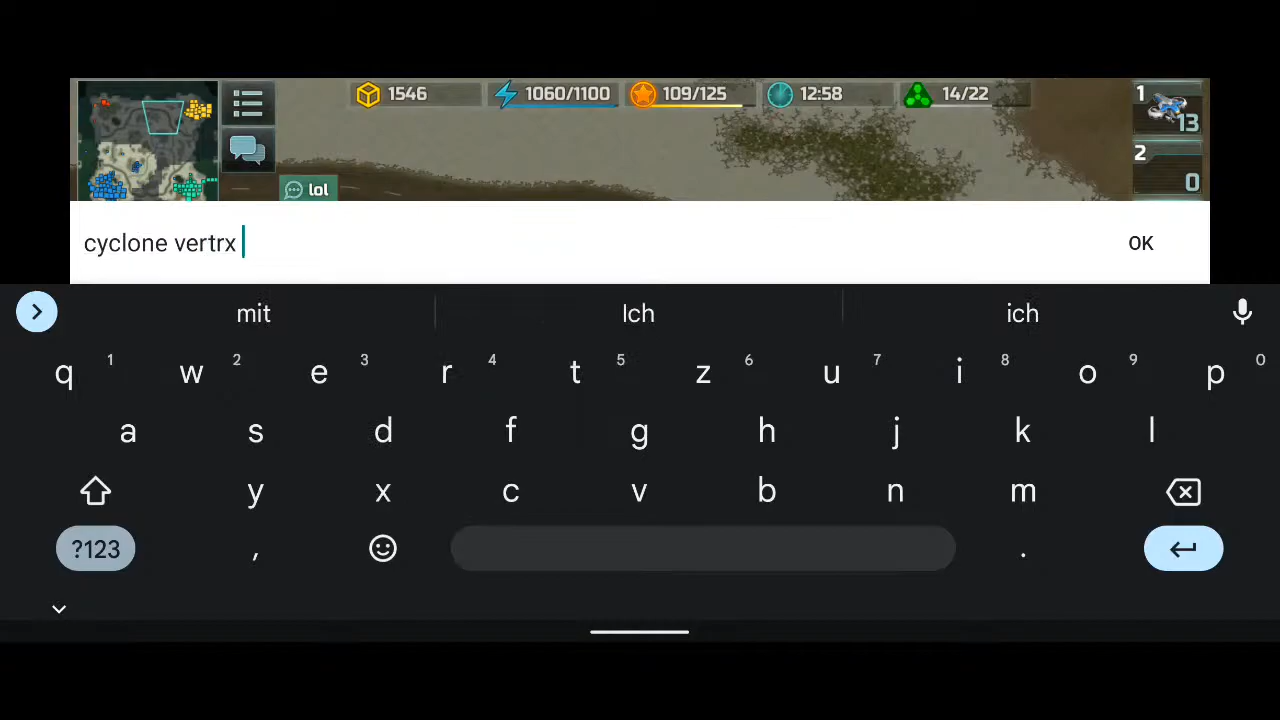 1546
1060/1100
109/125
12:58
14/22
1
13
2
0
lol
cyclone vertrx
OK
mit
Ich
ich
q 1 w 2 e 3 r 4 t 5 z 6 u 7 i 8 o 9 p 0
a s d f g h j k l
y x c v b n m
?123 , .